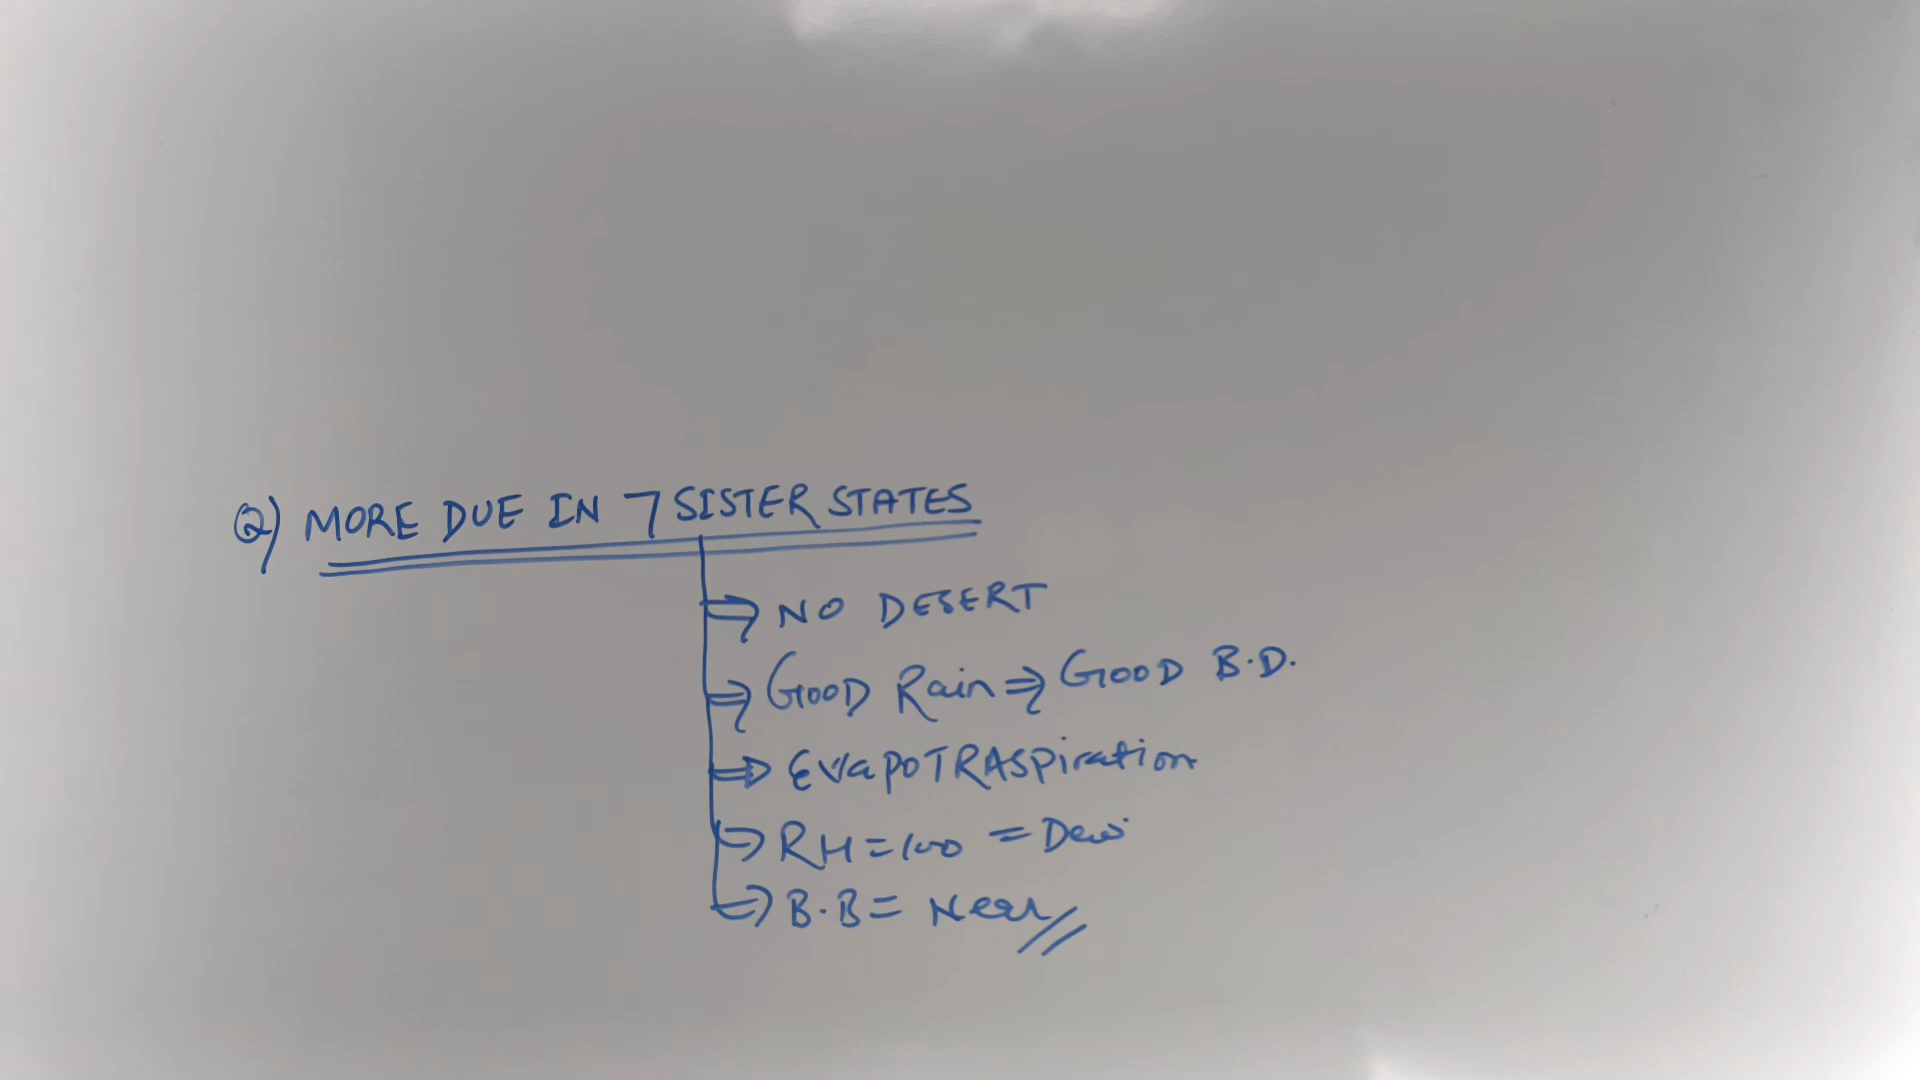 Q) MORE DUE IN 7 SISTER STATES
⇒ NO DESERT
⇒ GOOD Rain ⇒ GOOD B.D.
⇒ EVapoTRASpiration
⇒ RH = 100 = Dew
⇒ B.B = Near //